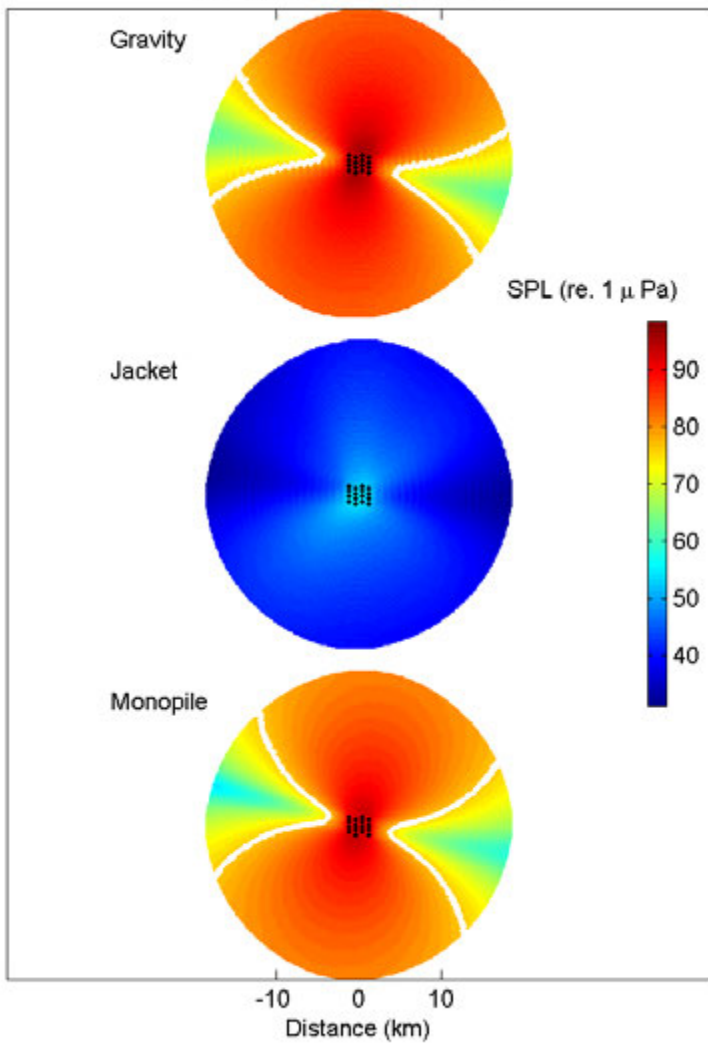 Gravity
SPL (re. 1 μ Pa)
Jacket
90
80
70
60
50
40
Monopile
-10 0 10
Distance (km)